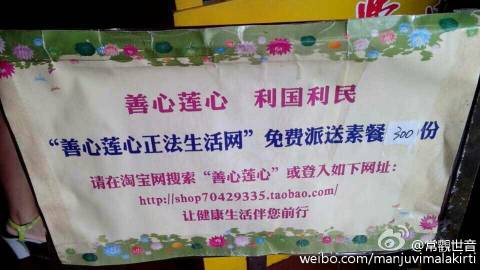 善心莲心 利国利民
“善心莲心正法生活网”免费派送素餐300份
请在淘宝网搜索“善心莲心”或登入如下网址：
http://shop70429335.taobao.com/
让健康生活伴您前行
@常觀世音
weibo.com/manjuvimalakirti